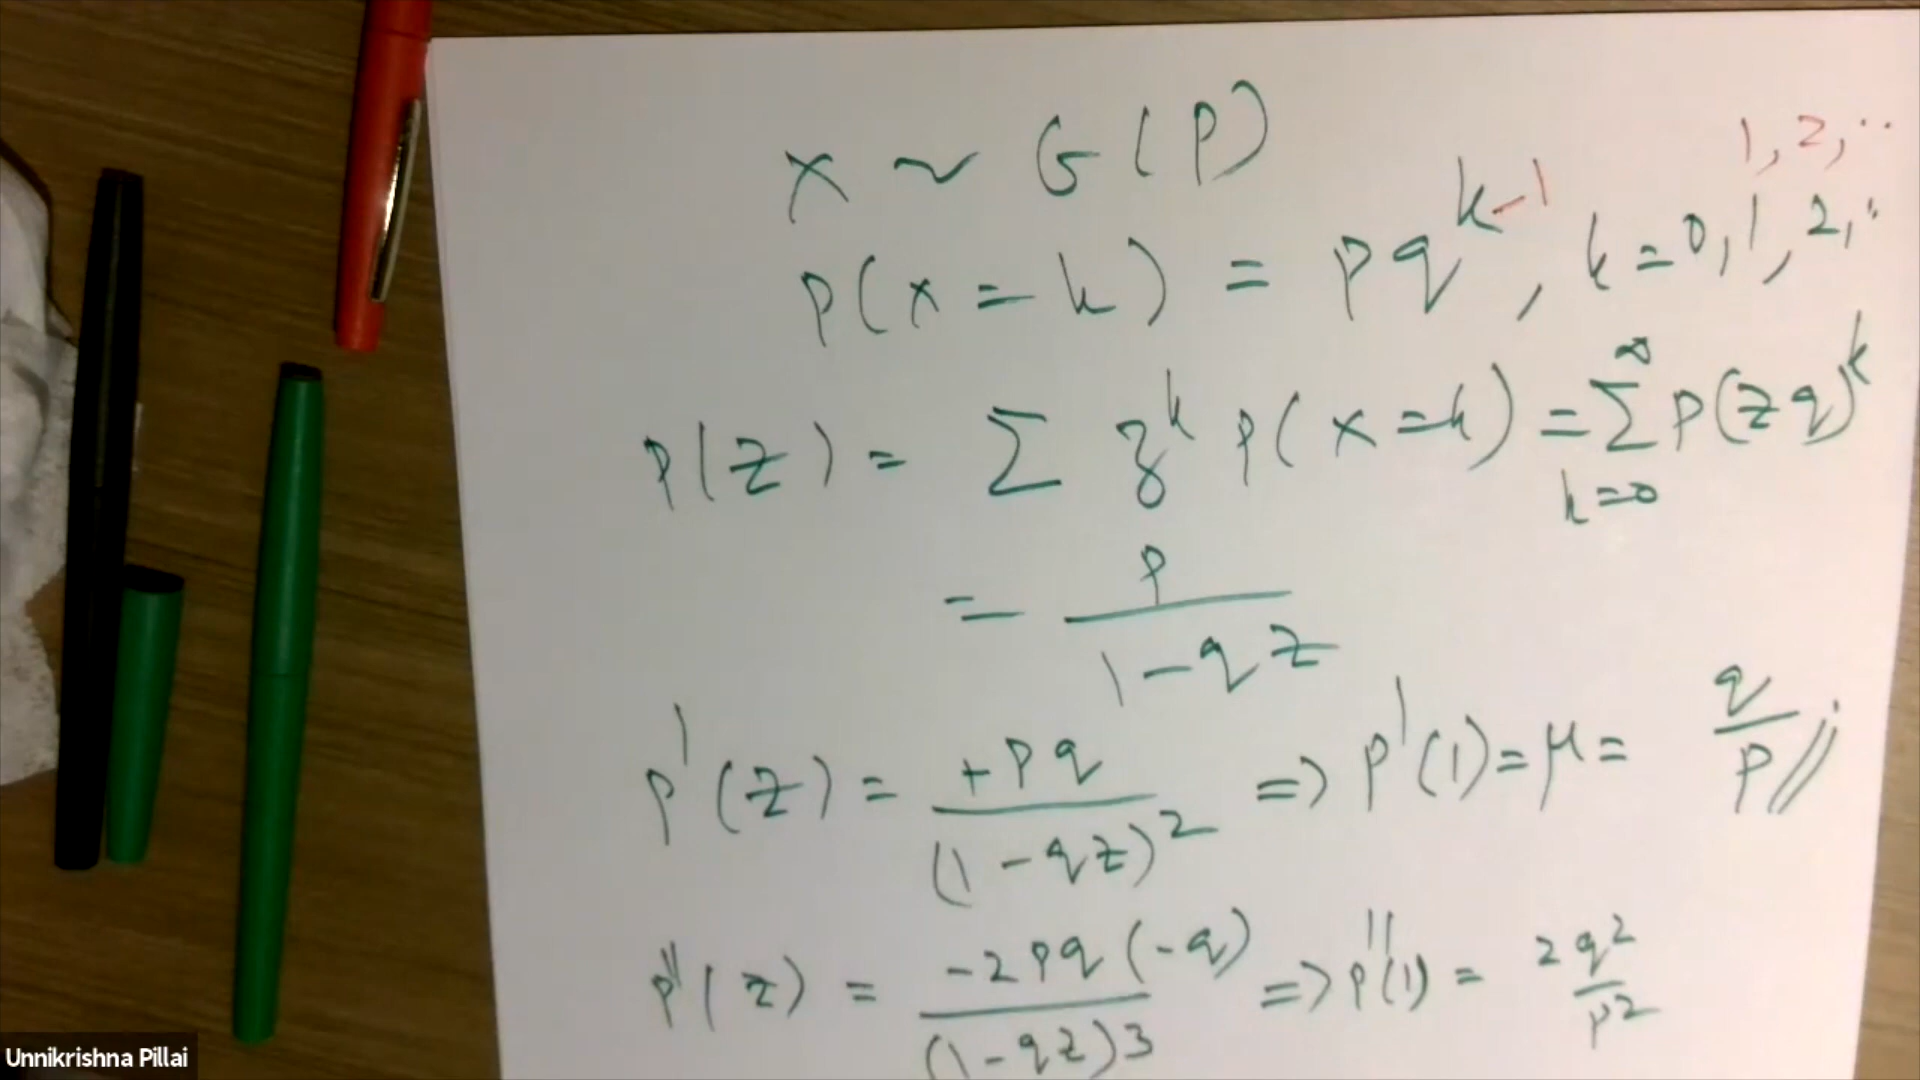 1, 2, ..
X ~ G(P)
P(X = k) = pq^{k-1}, k = 0, 1, 2, ..
P(z) = Σ z^k P(X = k) = Σ_{k=0}^{∞} P(zq)^k
= P / (1 - qz)
P'(z) = +Pq / (1 - qz)^2 => P'(1) = μ = q/P //
P''(z) = -2Pq(-q) / (1 - qz)3 => P''(1) = 2q^2 / P^2
Unnikrishna Pillai